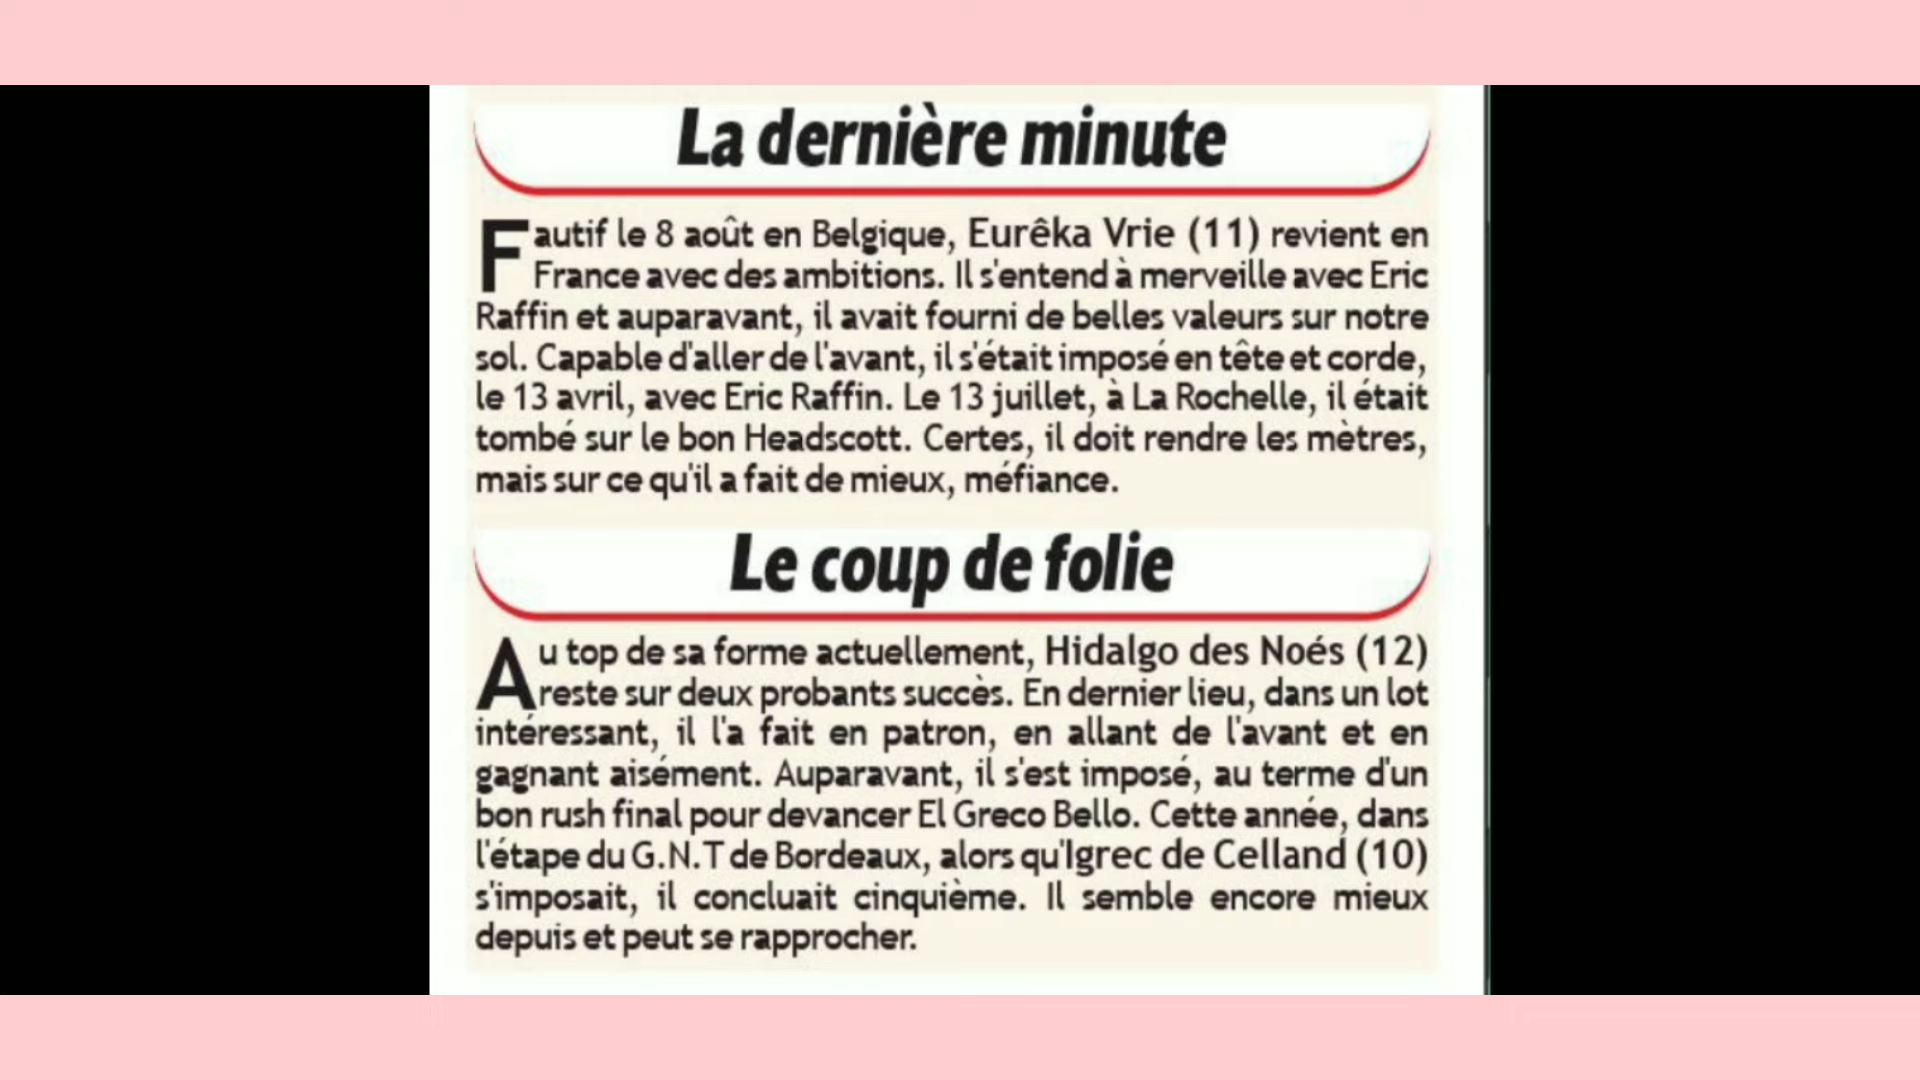 La dernière minute
Fautif le 8 août en Belgique, Eurêka Vrie (11) revient en
France avec des ambitions. Il s'entend à merveille avec Eric
Raffin et auparavant, il avait fourni de belles valeurs sur notre
sol. Capable d'aller de l'avant, il s'était imposé en tête et corde,
le 13 avril, avec Eric Raffin. Le 13 juillet, à La Rochelle, il était
tombé sur le bon Headscott. Certes, il doit rendre les mètres,
mais sur ce qu'il a fait de mieux, méfiance.
Le coup de folie
Au top de sa forme actuellement, Hidalgo des Noés (12)
reste sur deux probants succès. En dernier lieu, dans un lot
intéressant, il l'a fait en patron, en allant de l'avant et en
gagnant aisément. Auparavant, il s'est imposé, au terme d'un
bon rush final pour devancer El Greco Bello. Cette année, dans
l'étape du G.N.T de Bordeaux, alors qu'Igrec de Celland (10)
s'imposait, il concluait cinquième. Il semble encore mieux
depuis et peut se rapprocher.